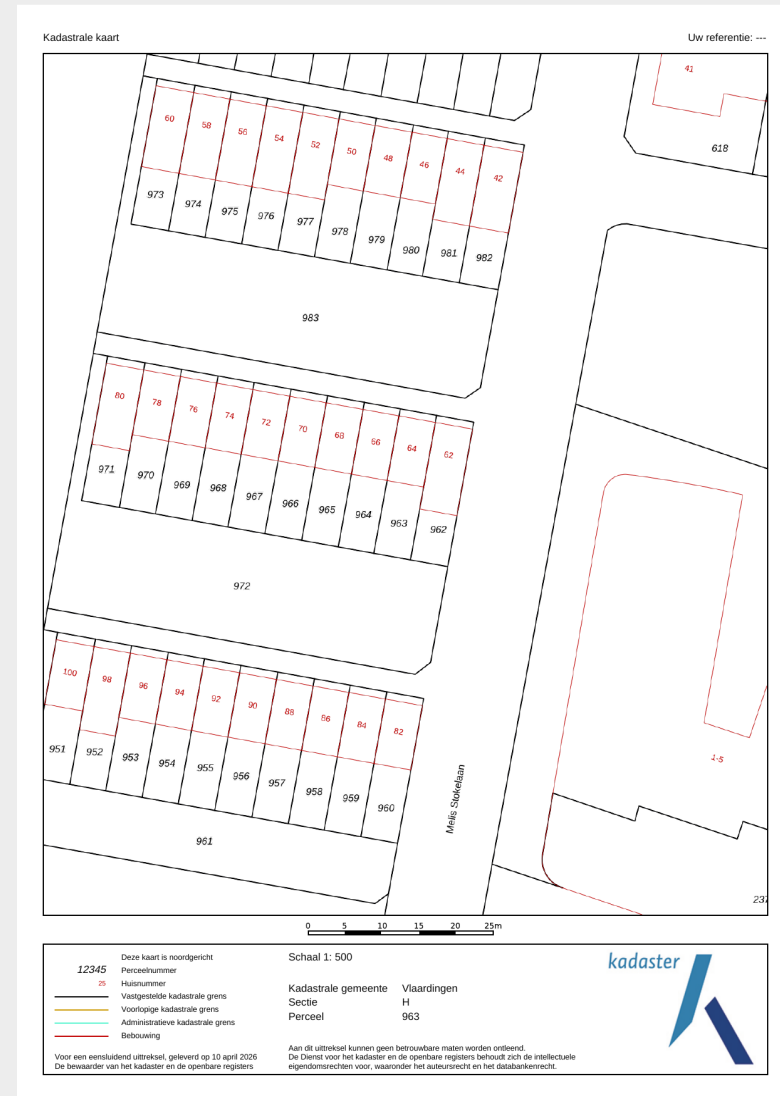 Kadastrale kaart
Uw referentie: ---
41
618
60 58 56 54 52 50 48 46 44 42
973 974 975 976 977 978 979 980 981 982
983
80 78 76 74 72 70 68 66 64 62
971 970 969 968 967 966 965 964 963 962
972
100 98 96 94 92 90 88 86 84 82
951 952 953 954 955 956 957 958 959 960
961
Melis Stokelaan
1-5
237
0 5 10 15 20 25m
Deze kaart is noordgericht
12345 Perceelnummer
25 Huisnummer
Vastgestelde kadastrale grens
Voorlopige kadastrale grens
Administratieve kadastrale grens
Bebouwing
Voor een eensluidend uittreksel, geleverd op 10 april 2026
De bewaarder van het kadaster en de openbare registers
Schaal 1: 500
Kadastrale gemeente Vlaardingen
Sectie H
Perceel 963
Aan dit uittreksel kunnen geen betrouwbare maten worden ontleend.
De Dienst voor het kadaster en de openbare registers behoudt zich de intellectuele
eigendomsrechten voor, waaronder het auteursrecht en het databankenrecht.
kadaster